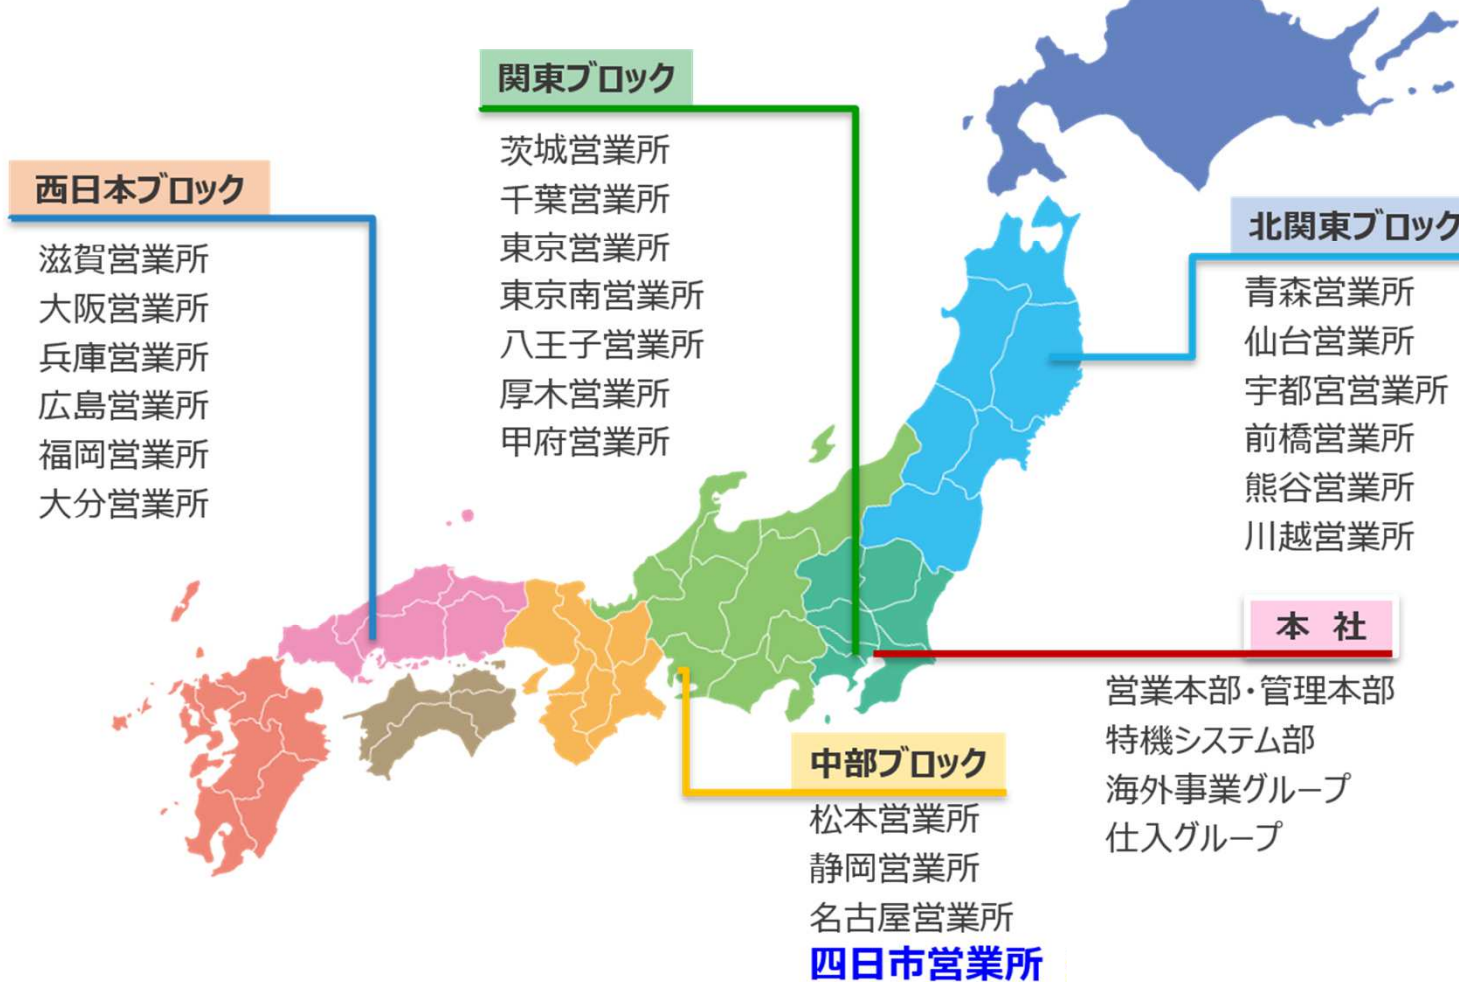 関東ブロック
茨城営業所
千葉営業所
東京営業所
東京南営業所
八王子営業所
厚木営業所
甲府営業所
西日本ブロック
滋賀営業所
大阪営業所
兵庫営業所
広島営業所
福岡営業所
大分営業所
北関東ブロック
青森営業所
仙台営業所
宇都宮営業所
前橋営業所
熊谷営業所
川越営業所
本 社
営業本部・管理本部
特機システム部
海外事業グループ
仕入グループ
中部ブロック
松本営業所
静岡営業所
名古屋営業所
四日市営業所